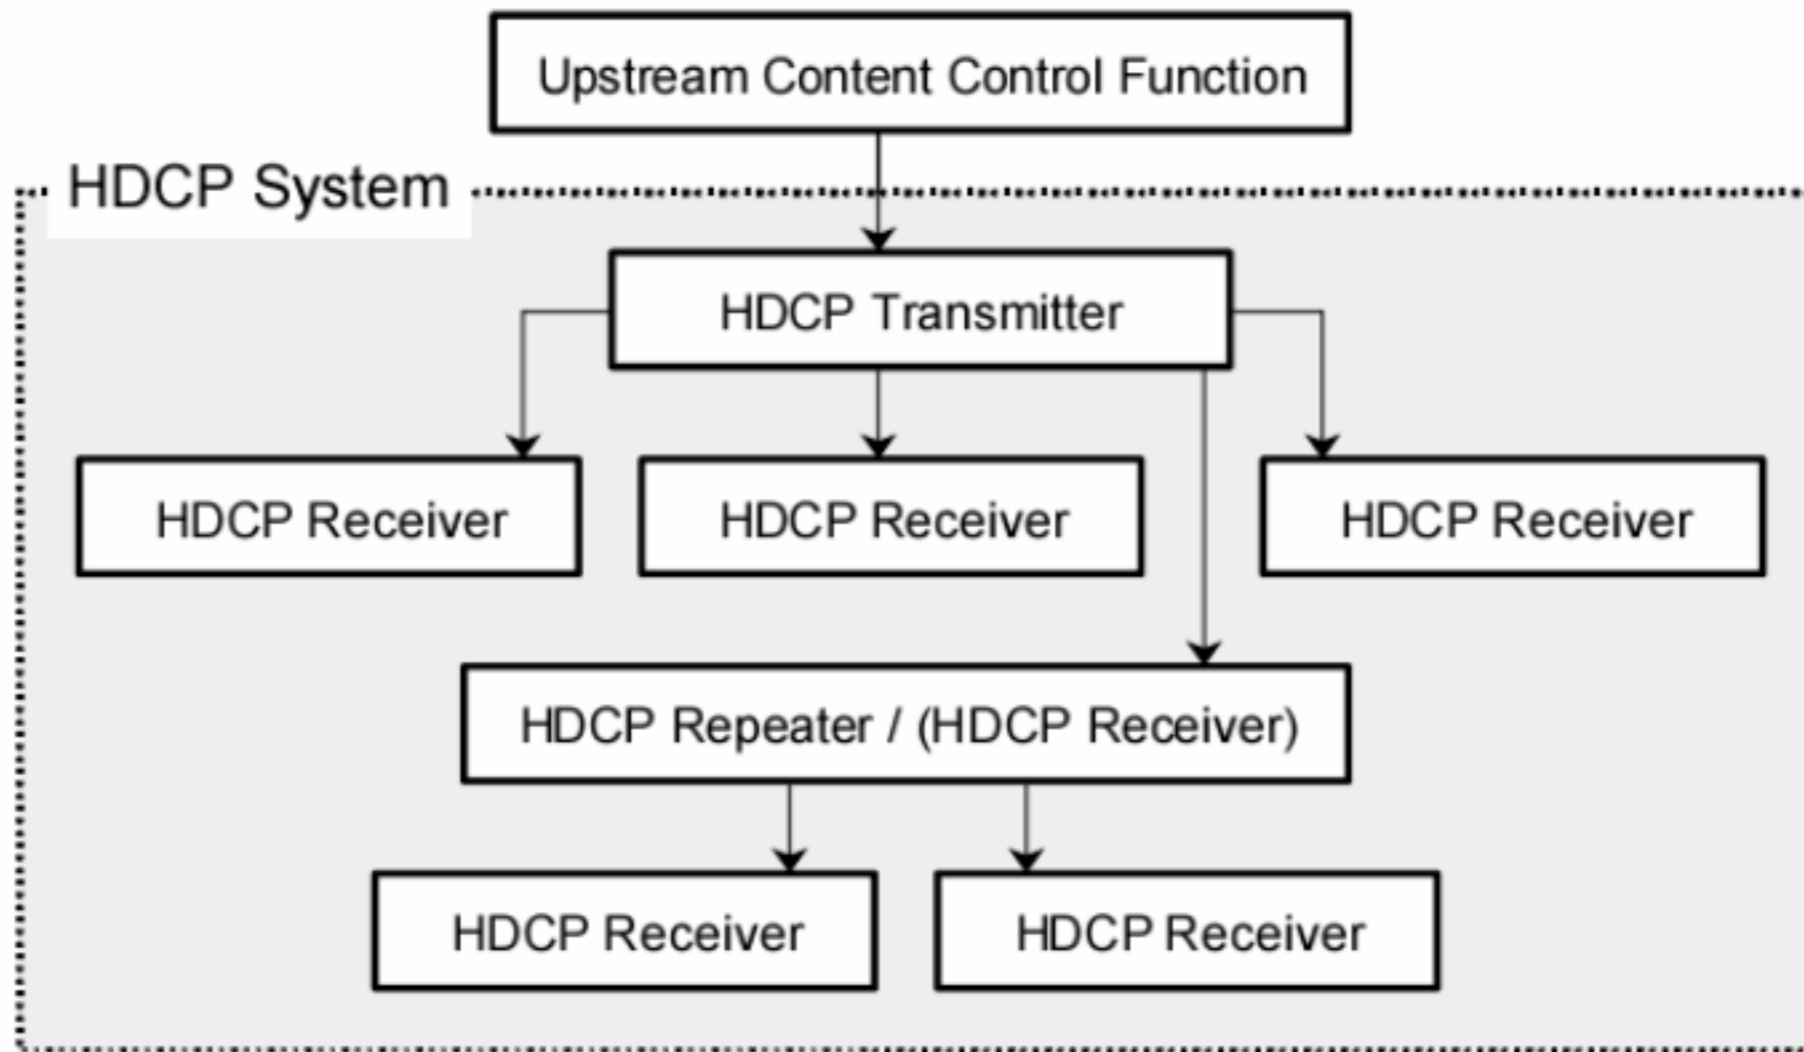 Upstream Content Control Function
HDCP System
HDCP Transmitter
HDCP Receiver
HDCP Receiver
HDCP Receiver
HDCP Repeater / (HDCP Receiver)
HDCP Receiver
HDCP Receiver